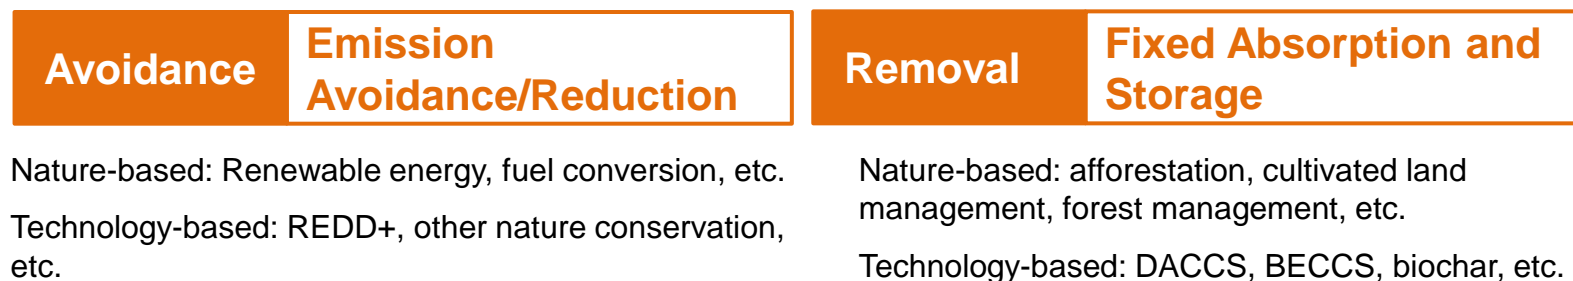 Avoidance
Emission
Avoidance/Reduction
Nature-based: Renewable energy, fuel conversion, etc.
Technology-based: REDD+, other nature conservation,
etc.
Removal
Fixed Absorption and
Storage
Nature-based: afforestation, cultivated land
management, forest management, etc.
Technology-based: DACCS, BECCS, biochar, etc.